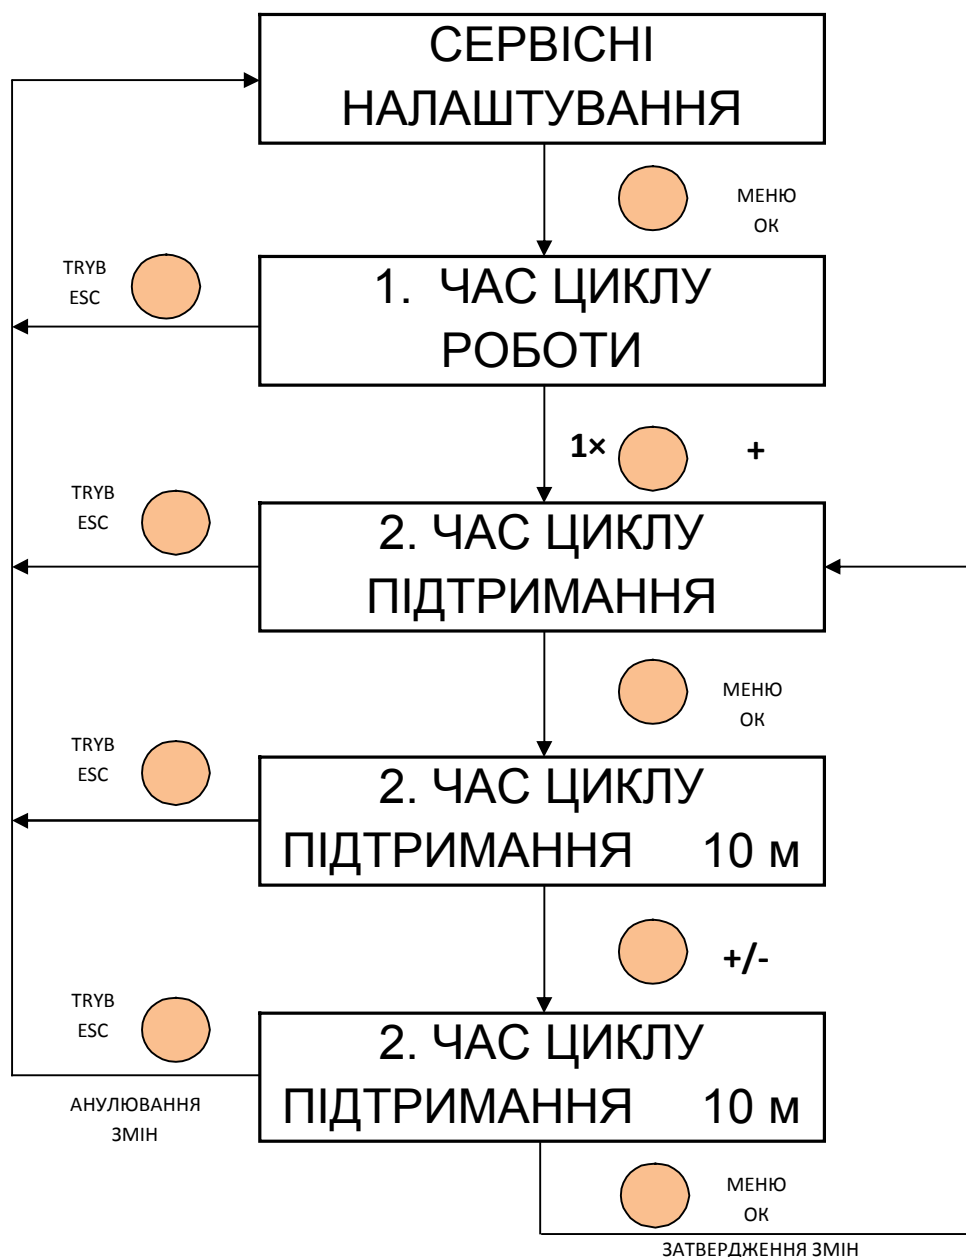 СЕРВІСНІ
НАЛАШТУВАННЯ
МЕНЮ
ОК
TRYB
ESC
1. ЧАС ЦИКЛУ
РОБОТИ
1× +
TRYB
ESC
2. ЧАС ЦИКЛУ
ПІДТРИМАННЯ
МЕНЮ
ОК
TRYB
ESC
2. ЧАС ЦИКЛУ
ПІДТРИМАННЯ 10 м
+/-
TRYB
ESC
2. ЧАС ЦИКЛУ
ПІДТРИМАННЯ 10 м
АНУЛЮВАННЯ
ЗМІН
МЕНЮ
ОК
ЗАТВЕРДЖЕННЯ ЗМІН